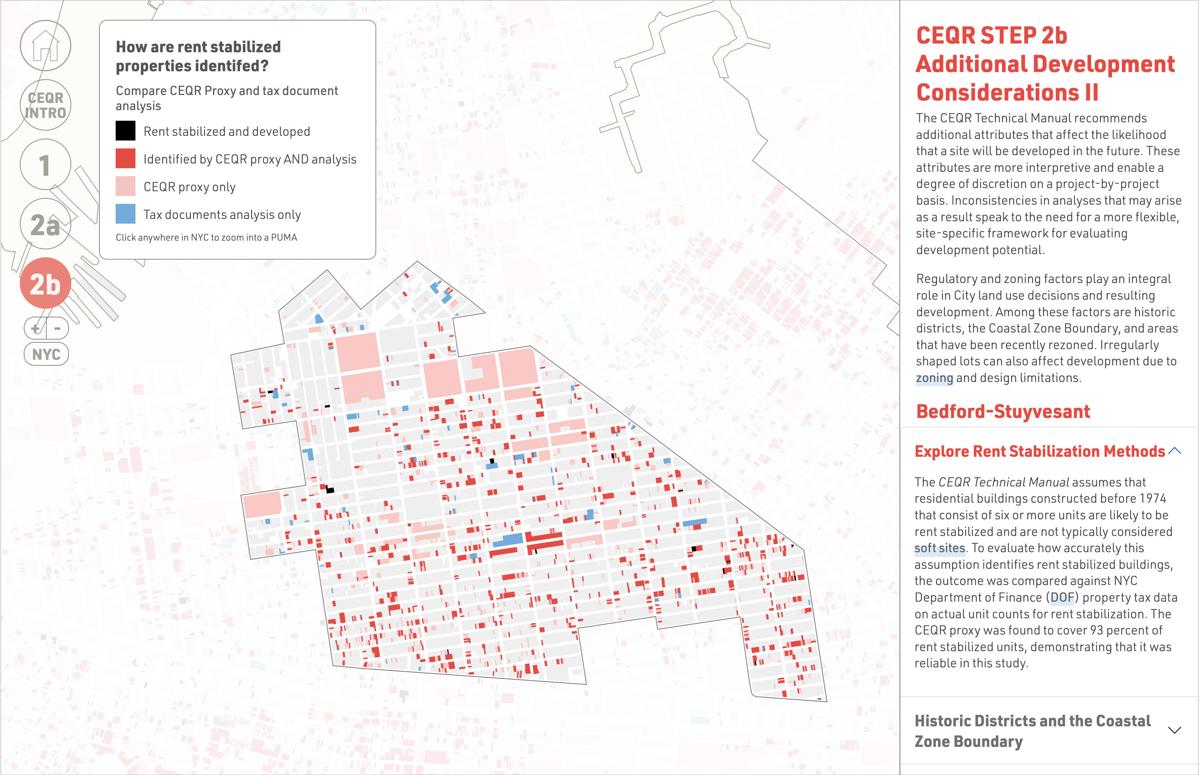 CEQR
INTRO
1
2a
2b
+ -
NYC
How are rent stabilized
properties identifed?
Compare CEQR Proxy and tax document
analysis
Rent stabilized and developed
Identified by CEQR proxy AND analysis
CEQR proxy only
Tax documents analysis only
Click anywhere in NYC to zoom into a PUMA
CEQR STEP 2b
Additional Development
Considerations II
The CEQR Technical Manual recommends
additional attributes that affect the likelihood
that a site will be developed in the future. These
attributes are more interpretive and enable a
degree of discretion on a project-by-project
basis. Inconsistencies in analyses that may arise
as a result speak to the need for a more flexible,
site-specific framework for evaluating
development potential.
Regulatory and zoning factors play an integral
role in City land use decisions and resulting
development. Among these factors are historic
districts, the Coastal Zone Boundary, and areas
that have been recently rezoned. Irregularly
shaped lots can also affect development due to
zoning and design limitations.
Bedford-Stuyvesant
Explore Rent Stabilization Methods
The CEQR Technical Manual assumes that
residential buildings constructed before 1974
that consist of six or more units are likely to be
rent stabilized and are not typically considered
soft sites. To evaluate how accurately this
assumption identifies rent stabilized buildings,
the outcome was compared against NYC
Department of Finance (DOF) property tax data
on actual unit counts for rent stabilization. The
CEQR proxy was found to cover 93 percent of
rent stabilized units, demonstrating that it was
reliable in this study.
Historic Districts and the Coastal
Zone Boundary